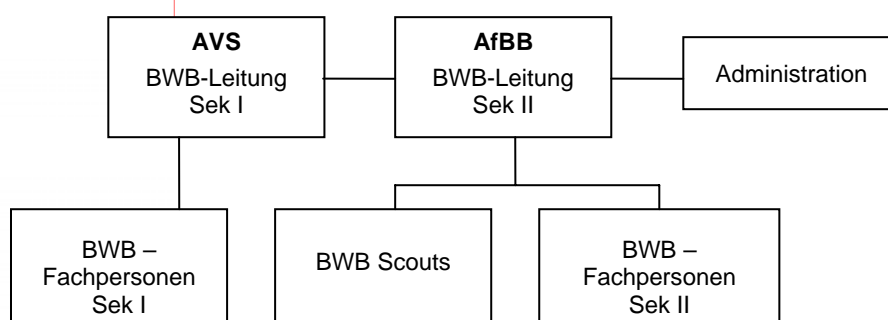 AVS
BWB-Leitung
Sek I
AfBB
BWB-Leitung
Sek II
Administration
BWB –
Fachpersonen
Sek I
BWB Scouts
BWB –
Fachpersonen
Sek II